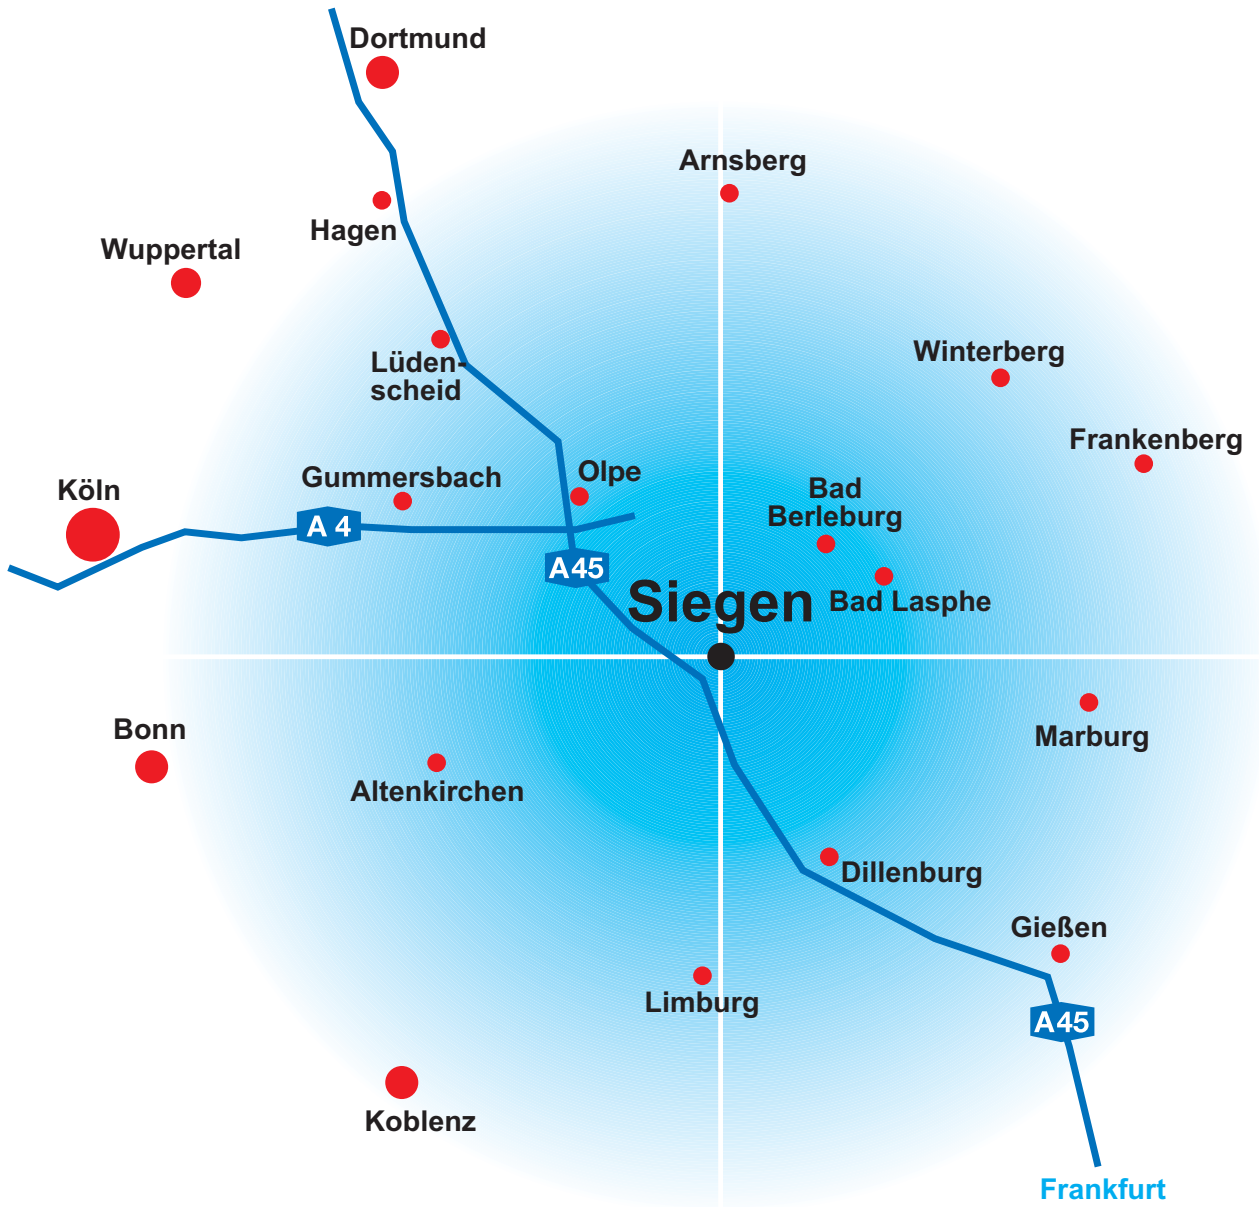 Dortmund
Arnsberg
Hagen
Wuppertal
Winterberg
Lüden-
scheid
Frankenberg
Gummersbach
Olpe
Köln
Bad
Berleburg
A 4
A45
Siegen
Bad Lasphe
Bonn
Marburg
Altenkirchen
Dillenburg
Gießen
Limburg
A45
Koblenz
Frankfurt